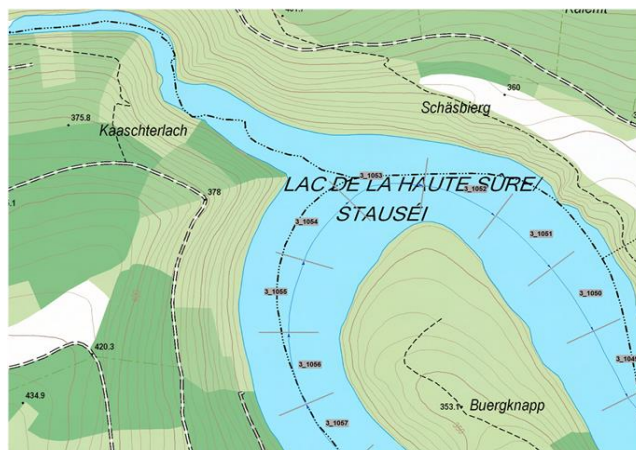 Schäsbierg
360
375.8
Kaaschterlach
3_1053
LAC DE LA HAUTE SÛRE/
3_1052
378
STAUSÉI
3_1054
3_1051
3_1055
3_1050
420.3
3_1056
434.9
353.1
Buergknapp
3_1057